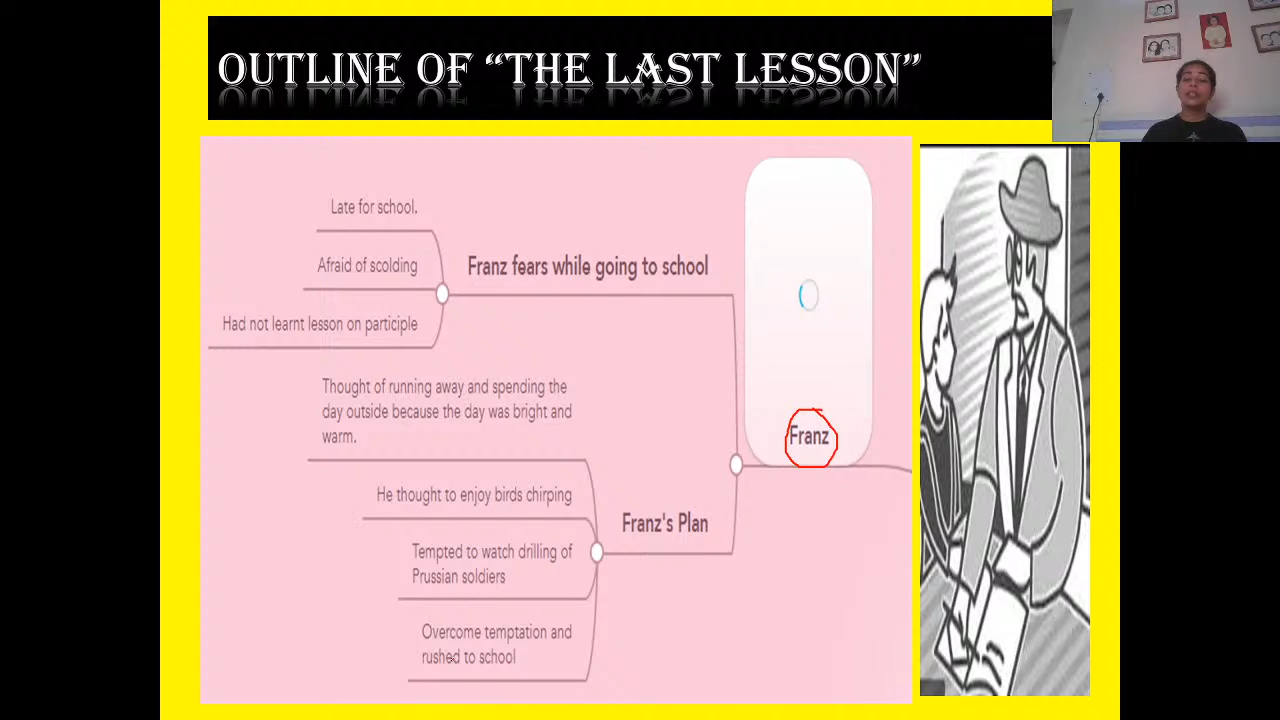 OUTLINE OF “THE LAST LESSON”
Late for school.
Afraid of scolding
Franz fears while going to school
Had not learnt lesson on participle
Thought of running away and spending the
day outside because the day was bright and
warm.
Franz
He thought to enjoy birds chirping
Franz's Plan
Tempted to watch drilling of
Prussian soldiers
Overcome temptation and
rushed to school